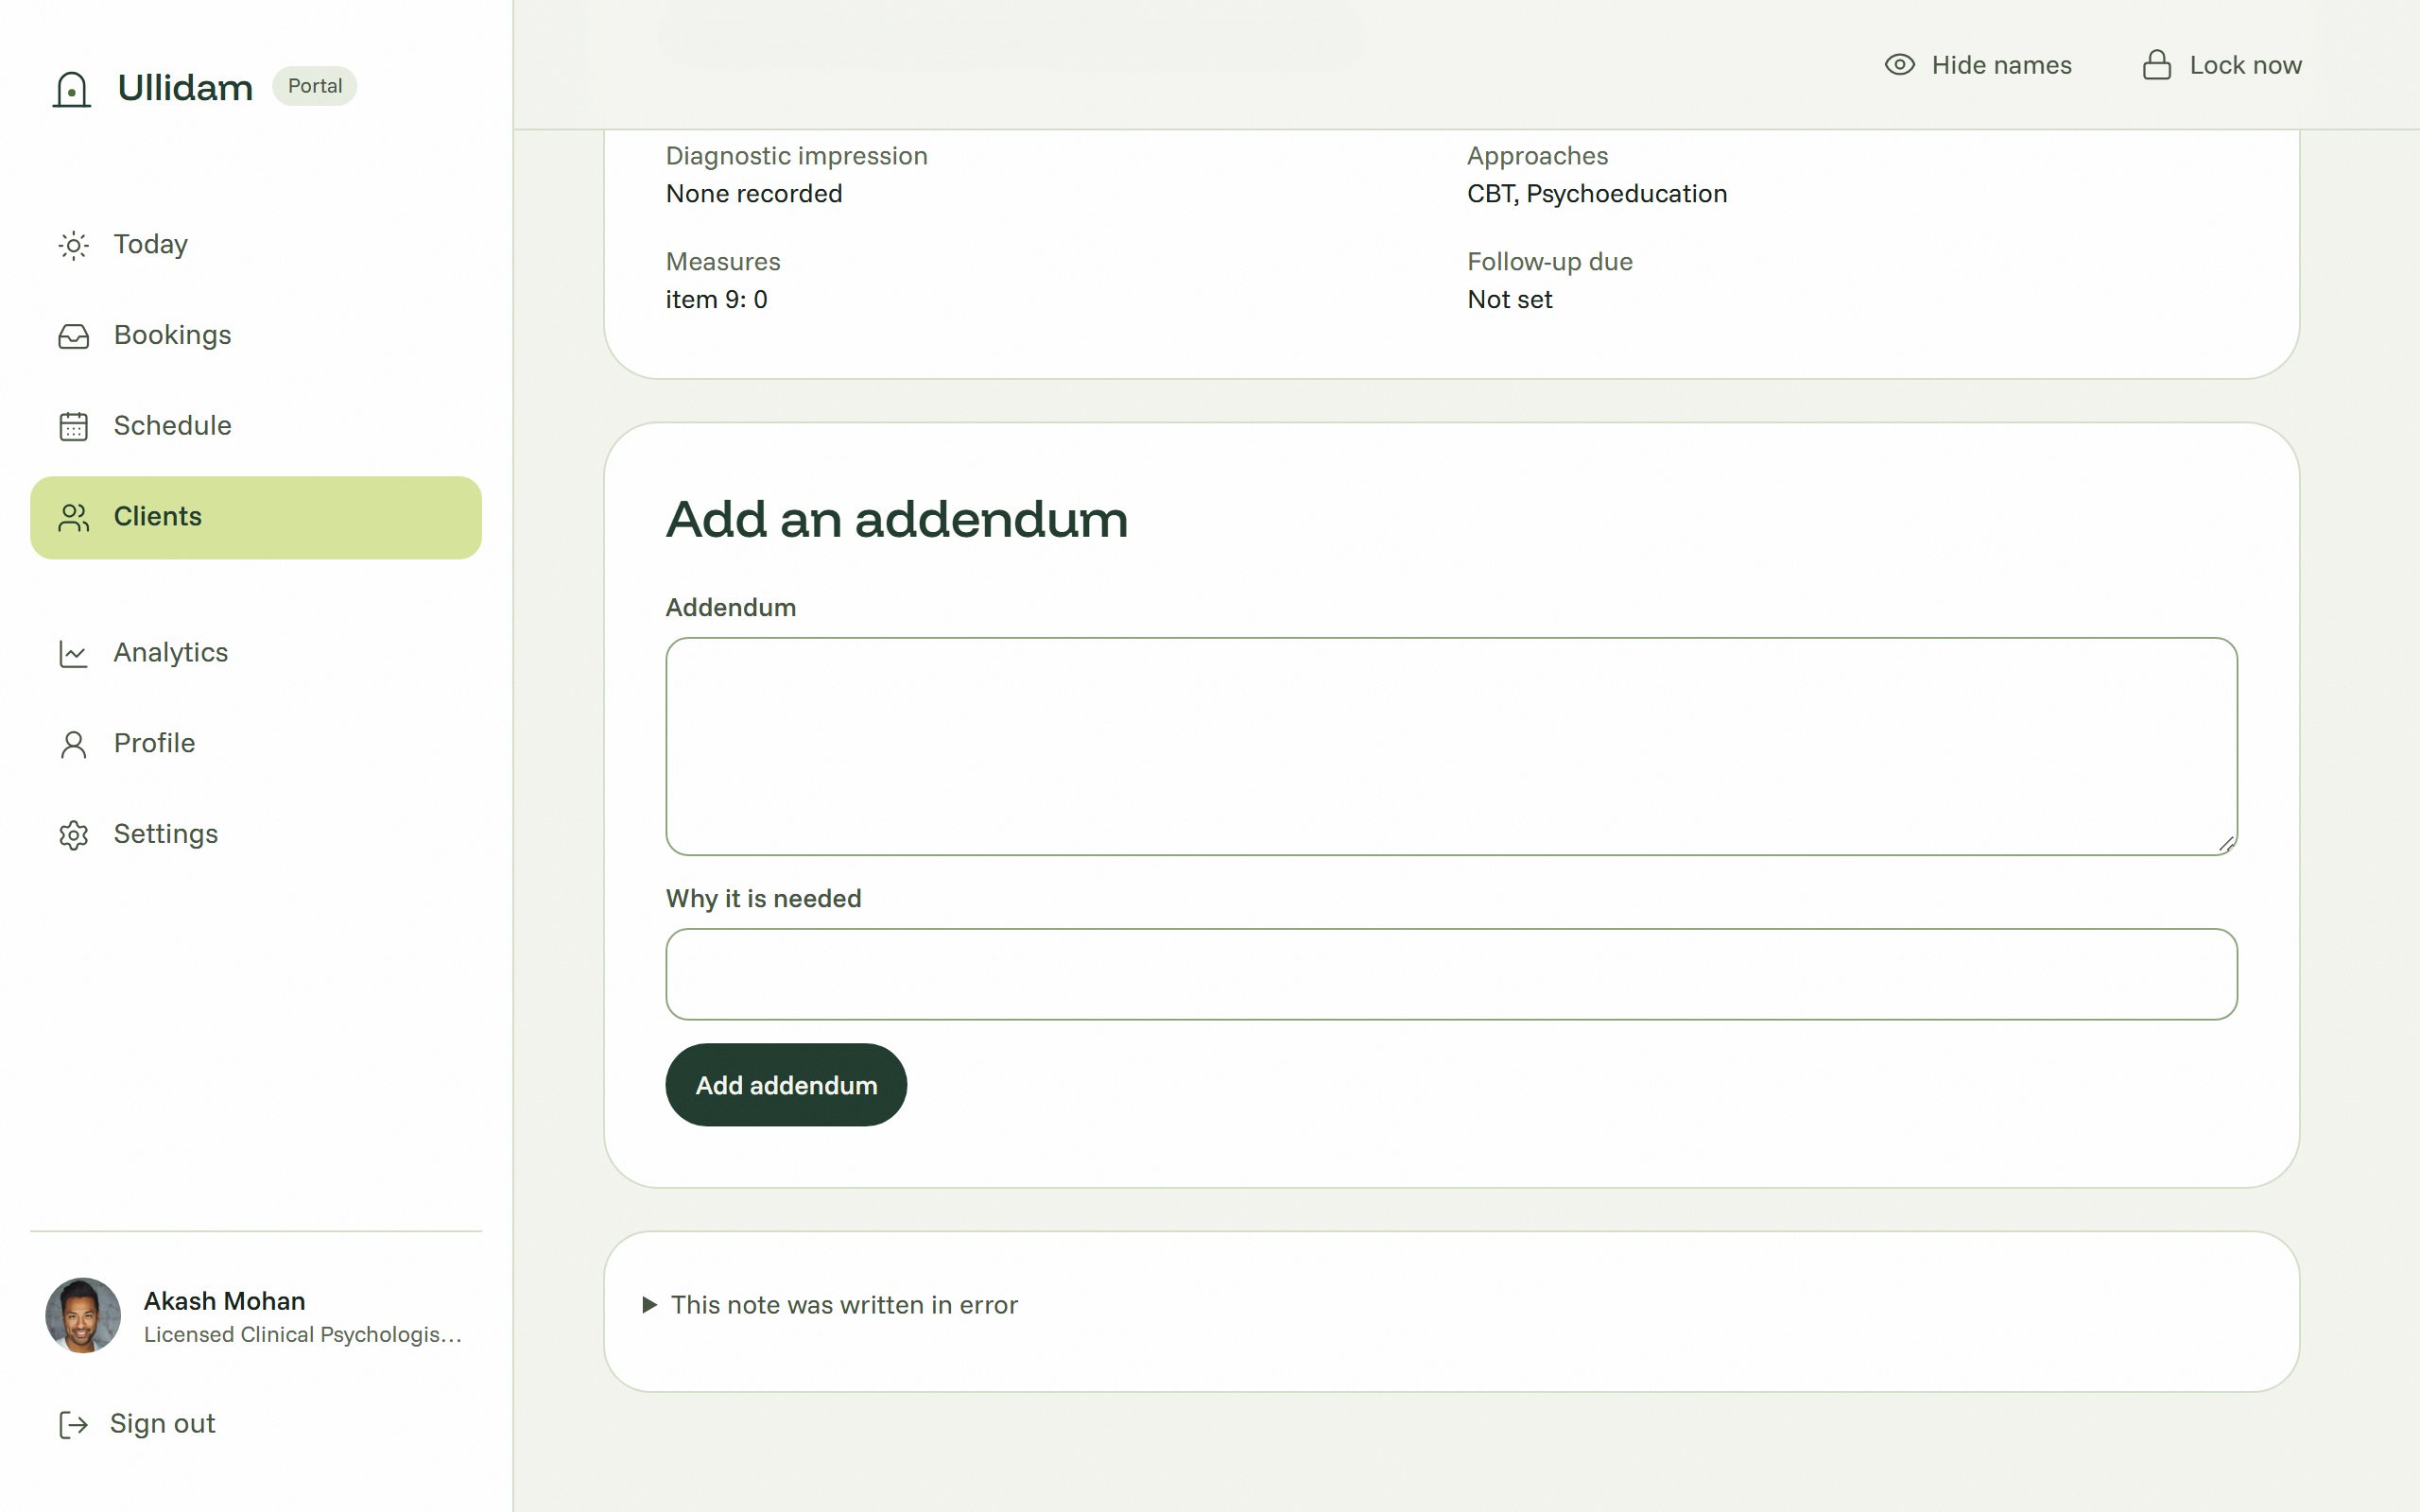 Ullidam Portal
Today
Bookings
Schedule
Clients
Analytics
Profile
Settings
Akash Mohan
Licensed Clinical Psychologis...
Sign out
Hide names
Lock now
Diagnostic impression
None recorded
Approaches
CBT, Psychoeducation
Measures
item 9: 0
Follow-up due
Not set
Add an addendum
Addendum
Why it is needed
Add addendum
This note was written in error